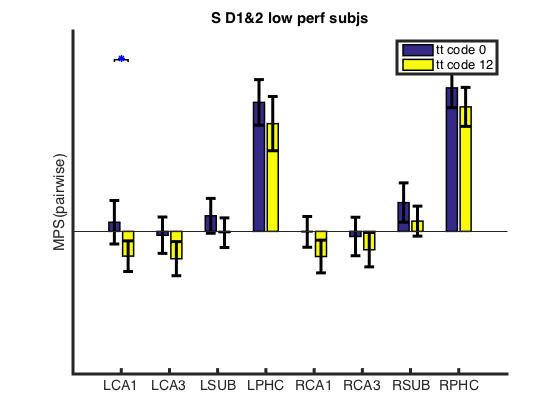 S D1&2 low perf subjs
tt code 0
tt code 12
MPS(pairwise)
LCA1 LCA3 LSUB LPHC RCA1 RCA3 RSUB RPHC